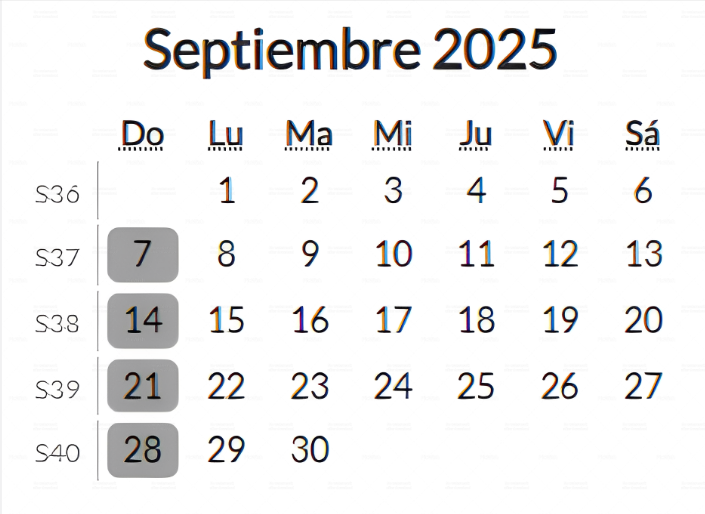 Septiembre 2025
Do Lu Ma Mi Ju Vi Sá
S36 1 2 3 4 5 6
S37 7 8 9 10 11 12 13
S38 14 15 16 17 18 19 20
S39 21 22 23 24 25 26 27
S40 28 29 30